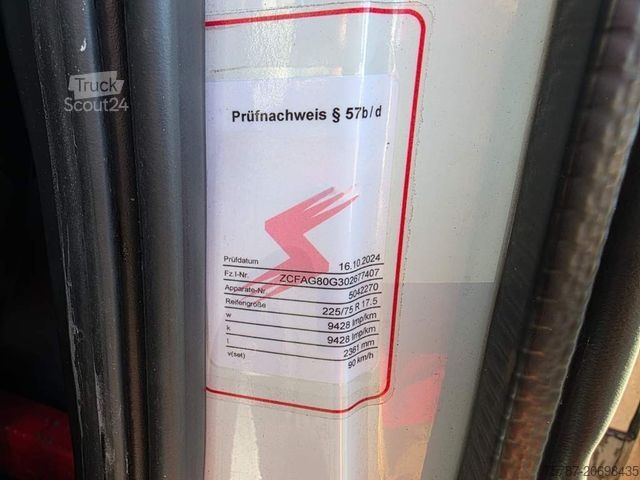 Truck
Scout24
Prüfnachweis § 57b/d
Prüfdatum 16.10.2024
Fz.I-Nr. ZCFAG80G302677407
Apparate-Nr 5042270
Reifengröße 225/75 R 17.5
w 9428 Imp/km
k 9428 Imp/km
l 2361 mm
v(set) 90 km/h